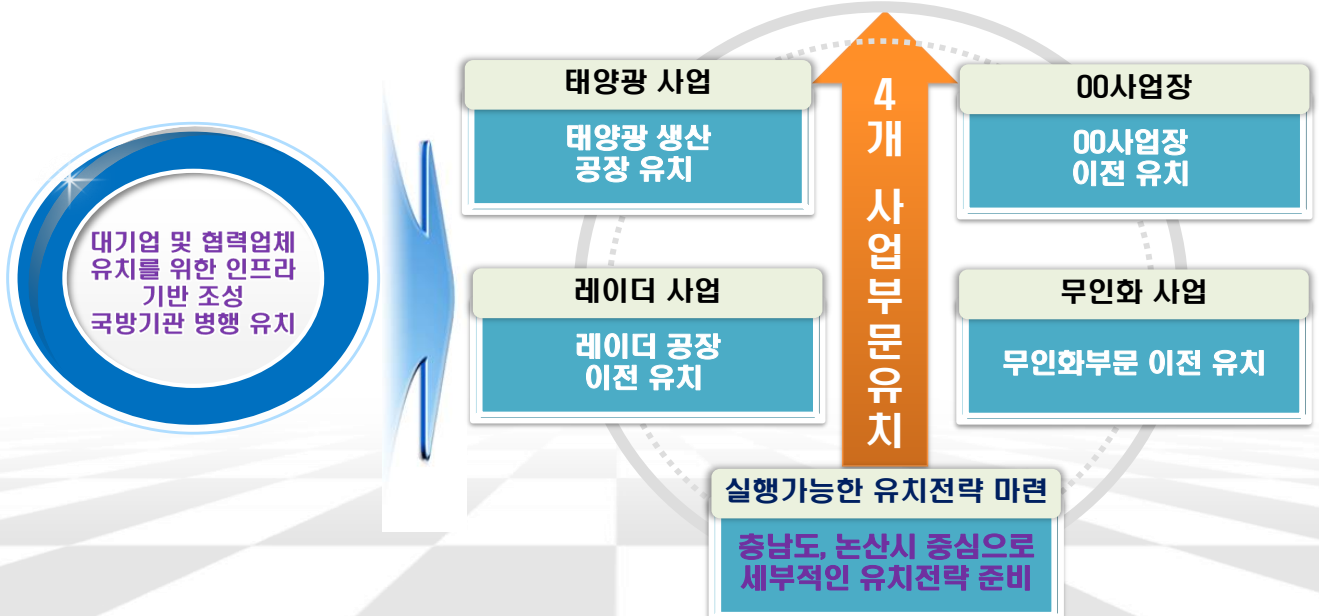 대기업 및 협력업체
유치를 위한 인프라
기반 조성
국방기관 병행 유치
태양광 사업
태양광 생산
공장 유치
레이더 사업
레이더 공장
이전 유치
4개 사업부문유치
00사업장
00사업장
이전 유치
무인화 사업
무인화부문 이전 유치
실행가능한 유치전략 마련
충남도, 논산시 중심으로
세부적인 유치전략 준비